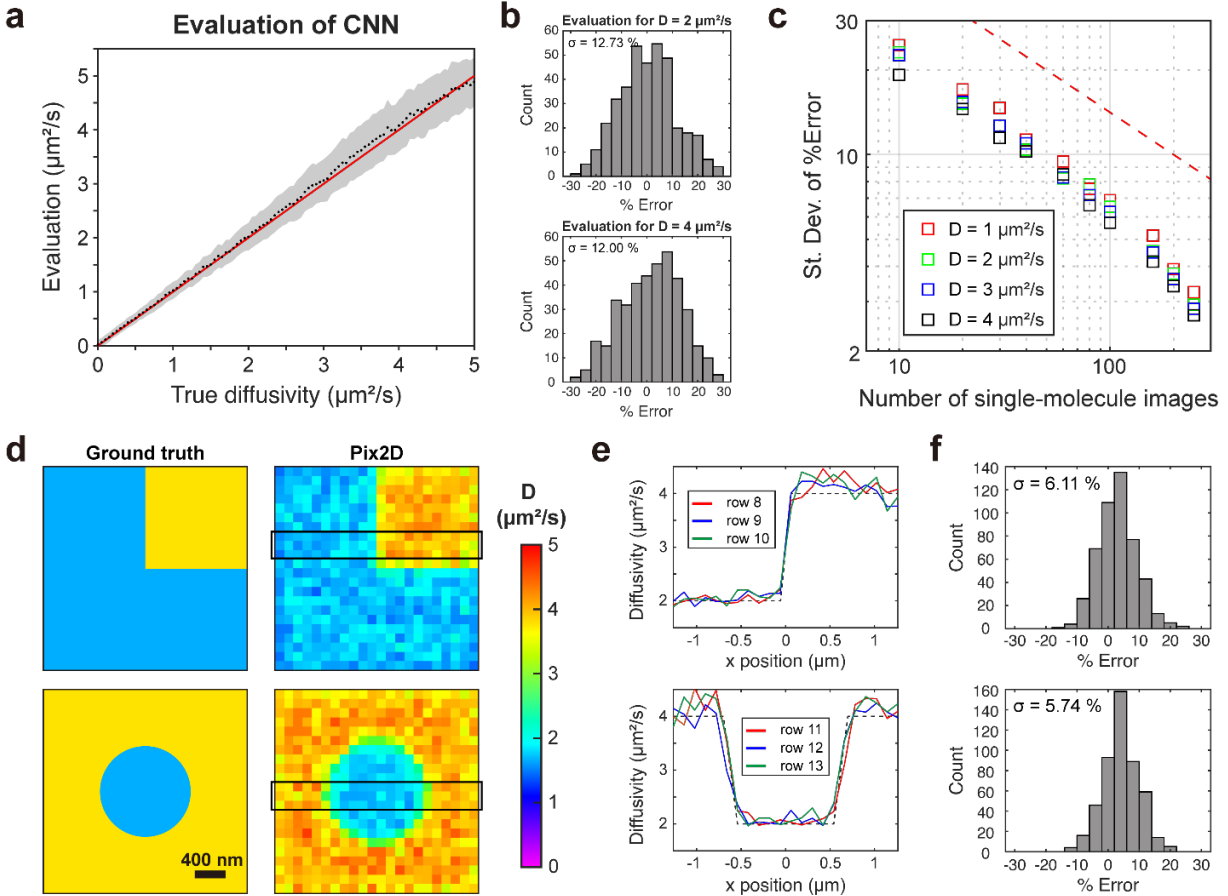 a
Evaluation of CNN
Evaluation (µm²/s)
5
4
3
2
1
0
0 1 2 3 4 5
True diffusivity (µm²/s)
b
Evaluation for D = 2 µm²/s
σ = 12.73 %
Count
60
50
40
30
20
10
0
-30 -20 -10 0 10 20 30
% Error
Evaluation for D = 4 µm²/s
σ = 12.00 %
Count
60
50
40
30
20
10
0
-30 -20 -10 0 10 20 30
% Error
c
St. Dev. of %Error
30
10
2
D = 1 µm²/s
D = 2 µm²/s
D = 3 µm²/s
D = 4 µm²/s
10 100
Number of single-molecule images
d
Ground truth
Pix2D
400 nm
D
(µm²/s)
5
4
3
2
1
0
e
Diffusivity (µm²/s)
4
3
2
row 8
row 9
row 10
-1 -0.5 0 0.5 1
x position (µm)
Diffusivity (µm²/s)
4
3
2
row 11
row 12
row 13
-1 -0.5 0 0.5 1
x position (µm)
f
σ = 6.11 %
Count
140
120
100
80
60
40
20
0
-30 -20 -10 0 10 20 30
% Error
σ = 5.74 %
Count
160
140
120
100
80
60
40
20
0
-30 -20 -10 0 10 20 30
% Error